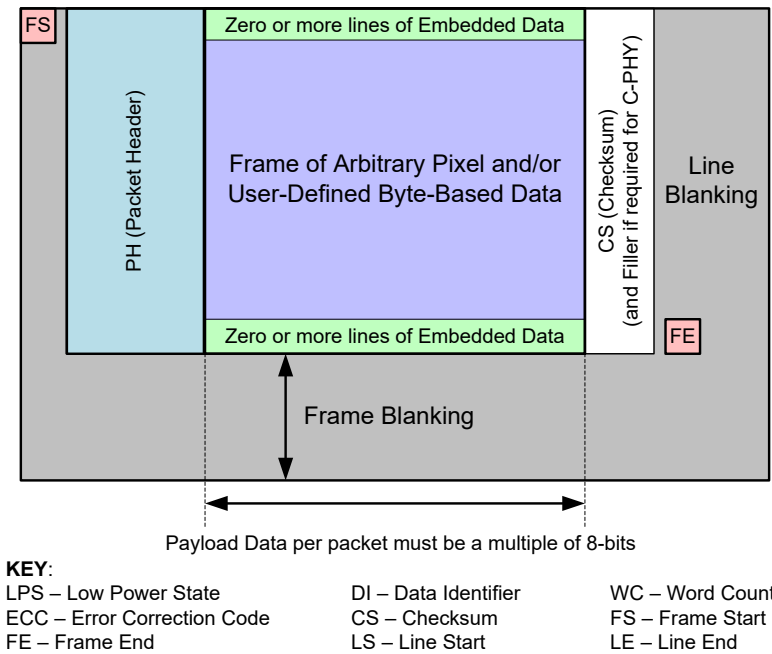 FS
Zero or more lines of Embedded Data
PH (Packet Header)
Frame of Arbitrary Pixel and/or
User-Defined Byte-Based Data
CS (Checksum)
(and Filler if required for C-PHY)
Line
Blanking
Zero or more lines of Embedded Data
FE
Frame Blanking
Payload Data per packet must be a multiple of 8-bits
KEY:
LPS – Low Power State DI – Data Identifier WC – Word Count
ECC – Error Correction Code CS – Checksum FS – Frame Start
FE – Frame End LS – Line Start LE – Line End